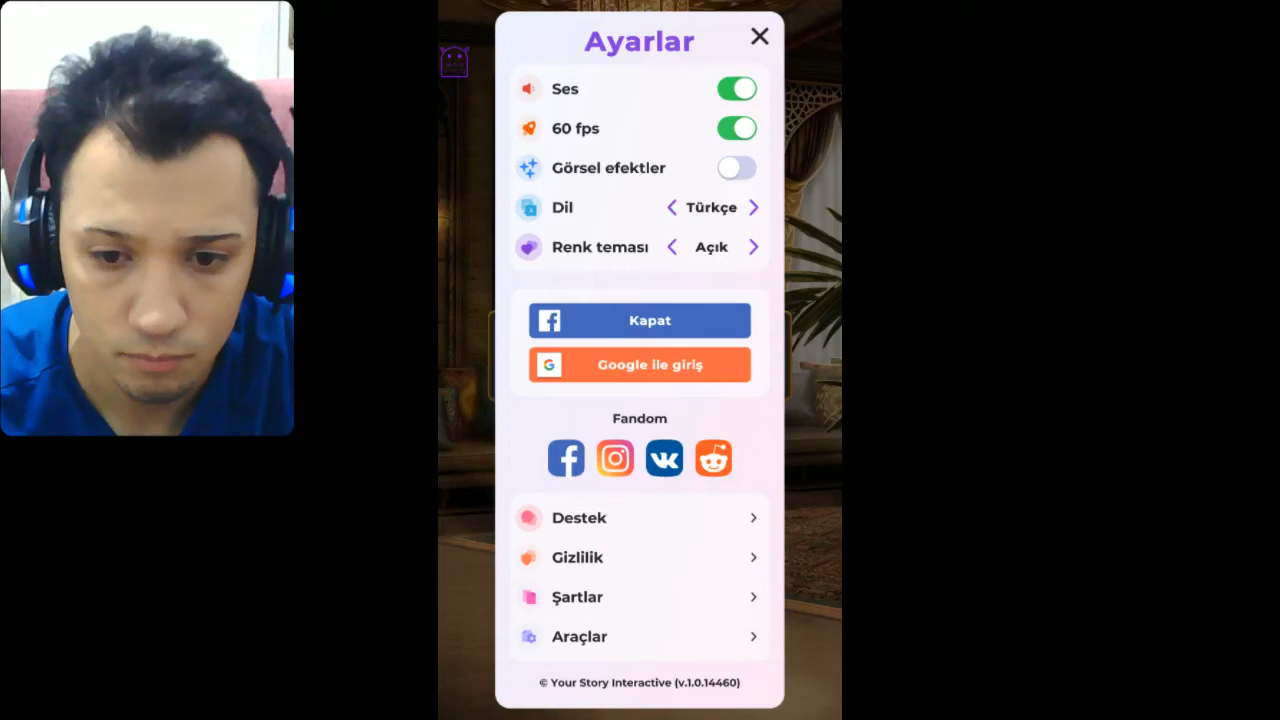 Ayarlar
Ses
60 fps
Görsel efektler
Dil
Türkçe
Renk teması
Açık
Kapat
Google ile giriş
Fandom
Destek
Gizlilik
Şartlar
Araçlar
© Your Story Interactive (v.1.0.14460)